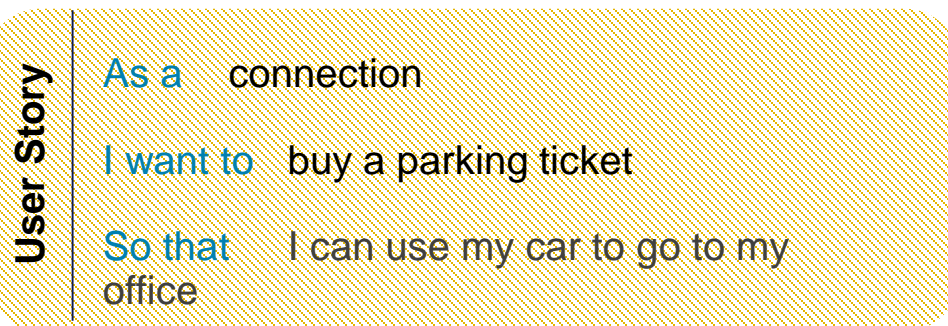 User Story
As a connection
I want to buy a parking ticket
So that I can use my car to go to my
office